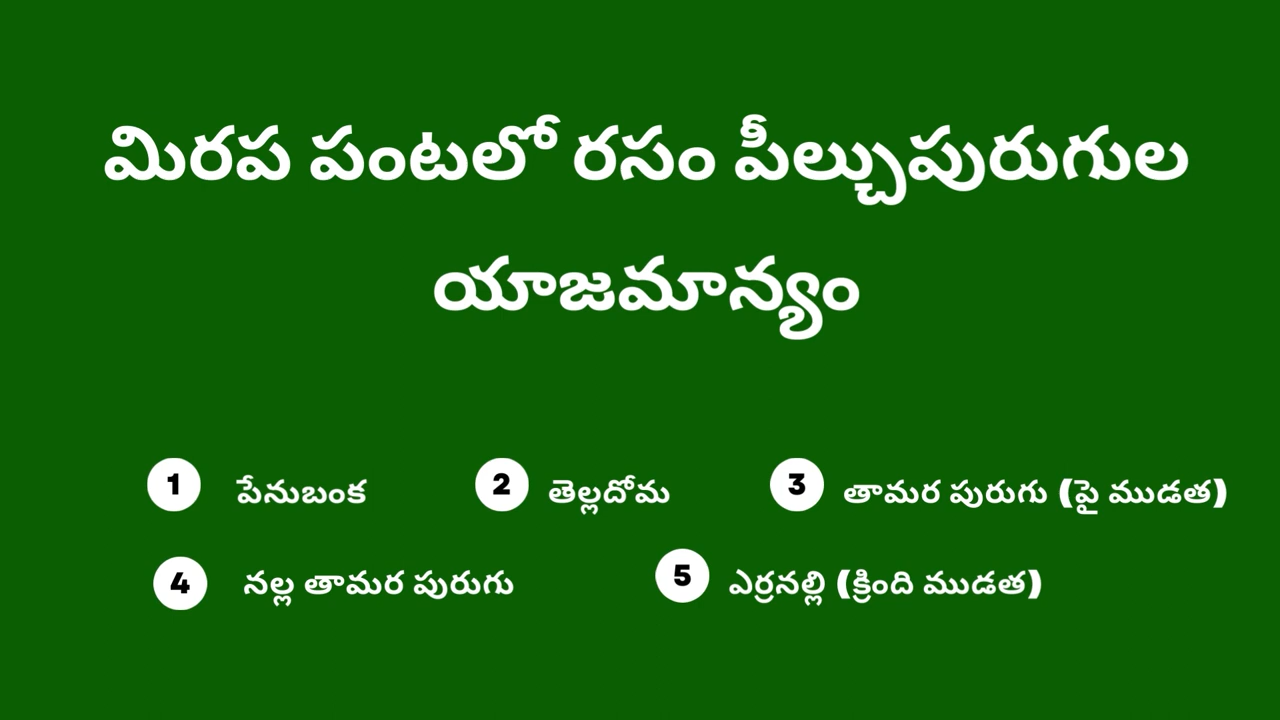 మిరప పంటలో రసం పీల్చుపురుగుల
యాజమాన్యం
1 పేనుబంక 2 తెల్లదోమ 3 తామర పురుగు (పై ముడత)
4 నల్ల తామర పురుగు 5 ఎర్రనల్లి (క్రింది ముడత)